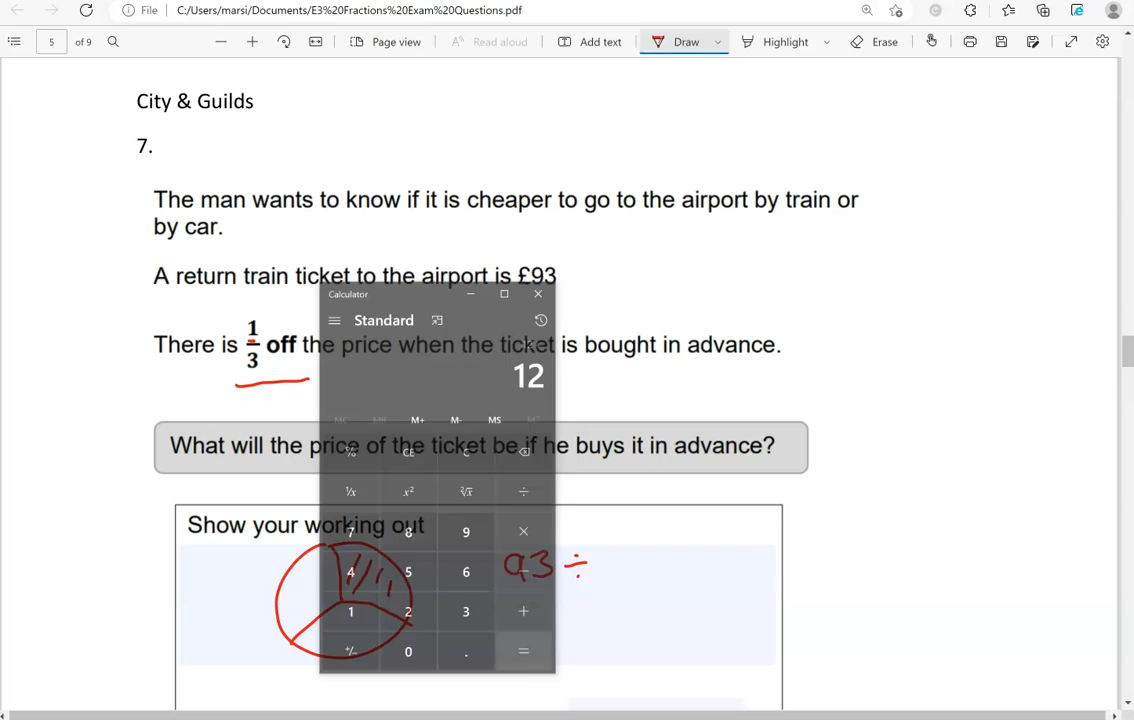 File C:/Users/marsi/Documents/E3%20Fractions%20Exam%20Questions.pdf
5 of 9 Page view Read aloud Add text Draw Highlight Erase
City & Guilds
7.
The man wants to know if it is cheaper to go to the airport by train or
by car.
A return train ticket to the airport is £93
Calculator
Standard
There is 1/3 off the price when the ticket is bought in advance.
12
M+ M- MS
What will the price of the ticket be if he buys it in advance?
% CE C
¹/x x² ²√x ÷
Show your working out
7 8 9 ×
93 ÷
4 5 6 −
1 2 3 +
+/− 0 . =